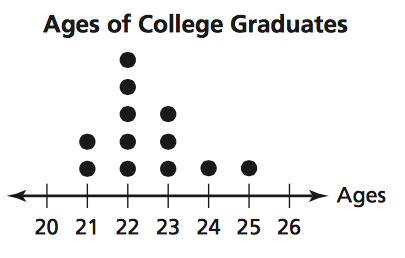 Ages of College Graduates
Ages
20 21 22 23 24 25 26